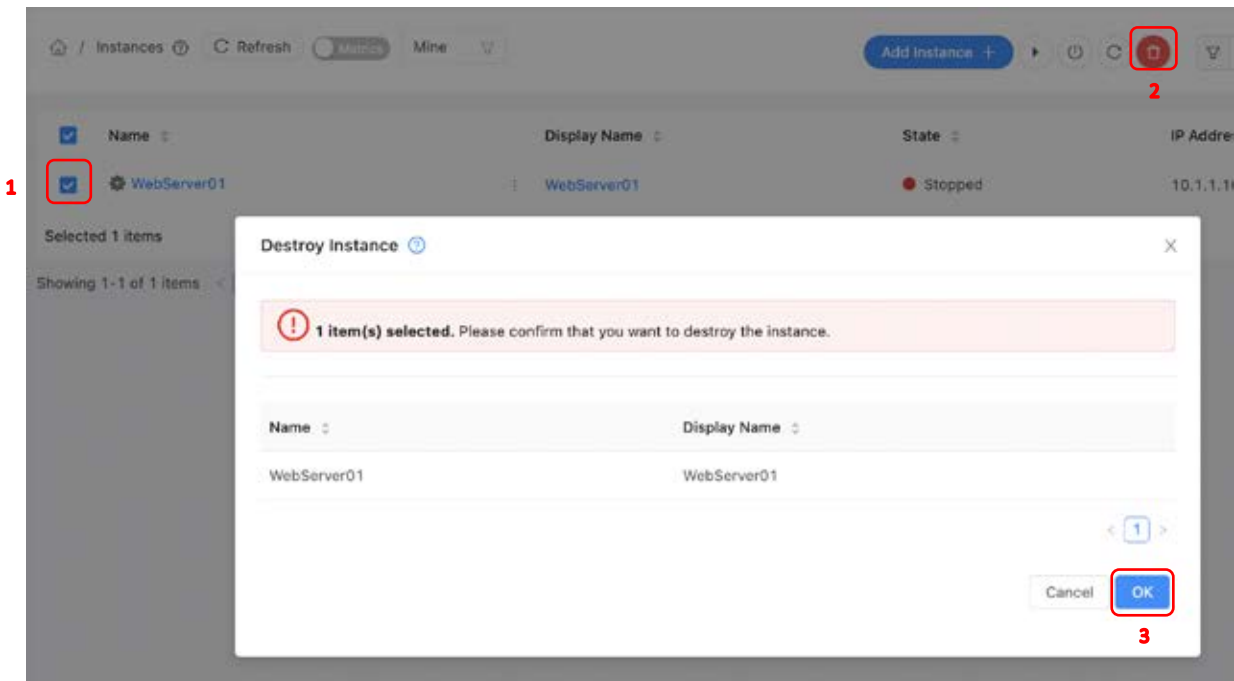 / Instances Refresh Metrics Mine Add Instance +
2
Name Display Name State IP Addre
1 WebServer01 WebServer01 Stopped 10.1.1.1
Selected 1 items
Destroy Instance
Showing 1-1 of 1 items <
1 item(s) selected. Please confirm that you want to destroy the instance.
Name Display Name
WebServer01 WebServer01
< 1 >
Cancel OK
3